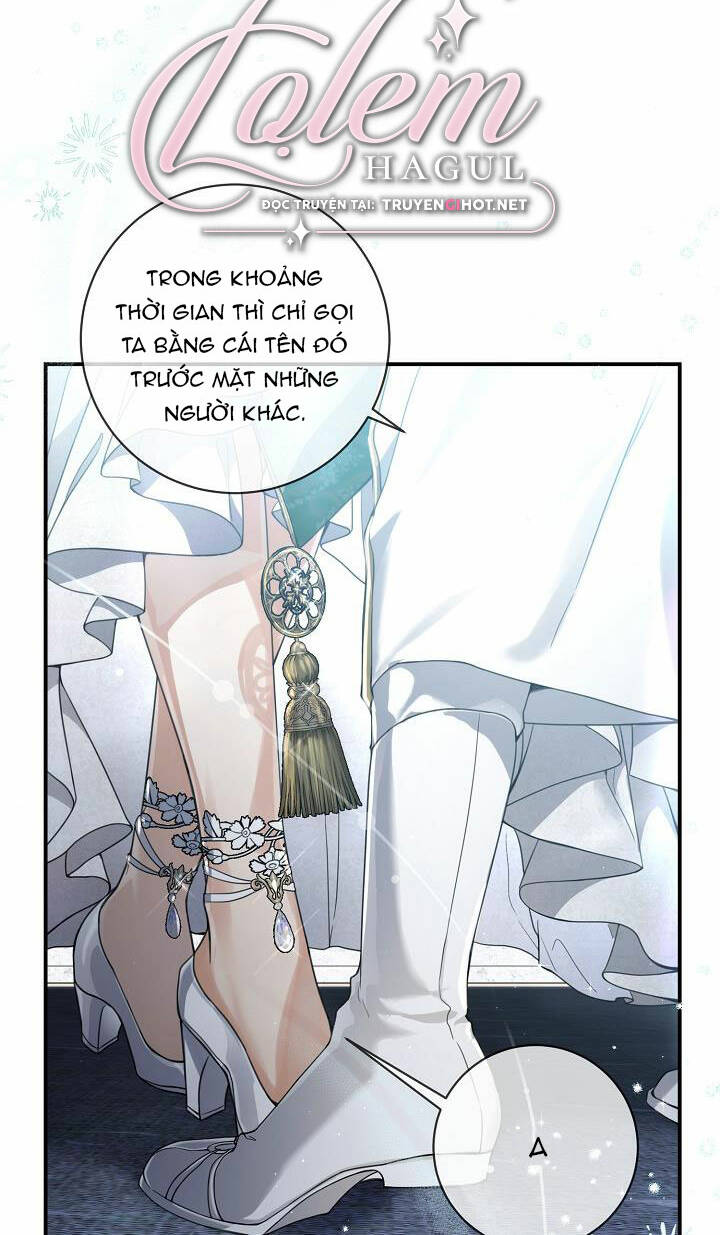 Lọlem
HAGUL
ĐỌC TRUYỆN TẠI: TRUYENGIHOT.NET
TRONG KHOẢNG
THỜI GIAN THÌ CHỈ GỌI
TA BẰNG CÁI TÊN ĐÓ
TRƯỚC MẶT NHỮNG
NGƯỜI KHÁC.
A